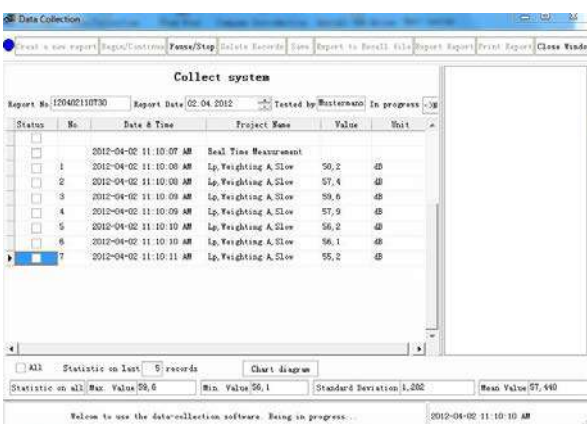 Data Collection
Creat a new report Begin/Continue Pause/Stop Delete Records Save Export to Excell file Report Export Print Report Close Windo
Collect system
Report No 120402110730 Report Date 02.04.2012 Tested by Mustermann In progress
Status No Date & Time Project Name Value Unit
2012-04-02 11:10:07 AM Real Time Measurement
1 2012-04-02 11:10:08 AM Lp,Weighting A,Slow 50,2 dB
2 2012-04-02 11:10:08 AM Lp,Weighting A,Slow 57,4 dB
3 2012-04-02 11:10:09 AM Lp,Weighting A,Slow 59,6 dB
4 2012-04-02 11:10:09 AM Lp,Weighting A,Slow 57,9 dB
5 2012-04-02 11:10:10 AM Lp,Weighting A,Slow 56,2 dB
6 2012-04-02 11:10:10 AM Lp,Weighting A,Slow 56,1 dB
7 2012-04-02 11:10:11 AM Lp,Weighting A,Slow 55,2 dB
All Statistic on last 5 records Chart diagram
Statistic on all Max. Value 59,6 Min. Value 56,1 Standard Deviation 1,282 Mean Value 57,440
Welcom to use the data-collection software. Being in progress... 2012-04-02 11:10:10 AM